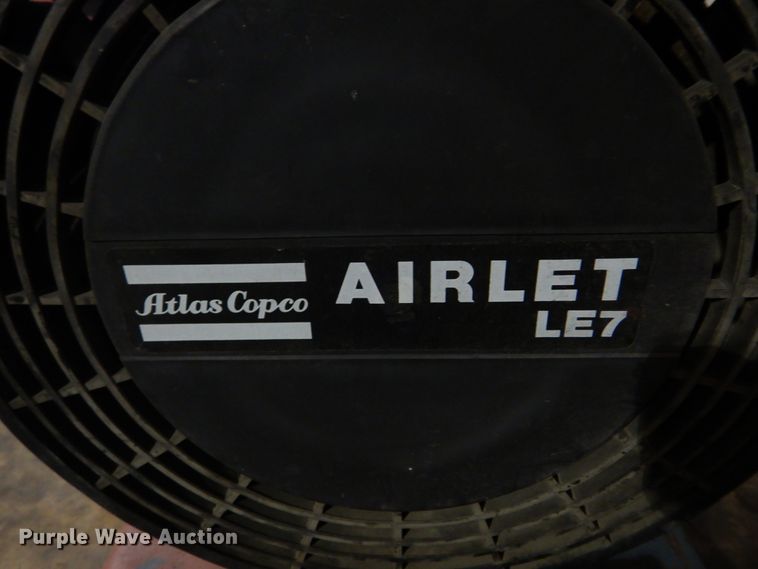 Atlas Copco
AIRLET
LE7
Purple Wave Auction